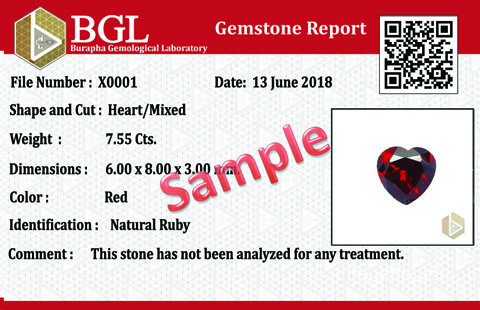 BGL
Burapha Gemological Laboratory
Gemstone Report
File Number : X0001 Date: 13 June 2018
Shape and Cut : Heart/Mixed
Weight : 7.55 Cts.
Dimensions : 6.00 x 8.00 x 3.00 mm.
Sample
Color : Red
Identification : Natural Ruby
Comment : This stone has not been analyzed for any treatment.